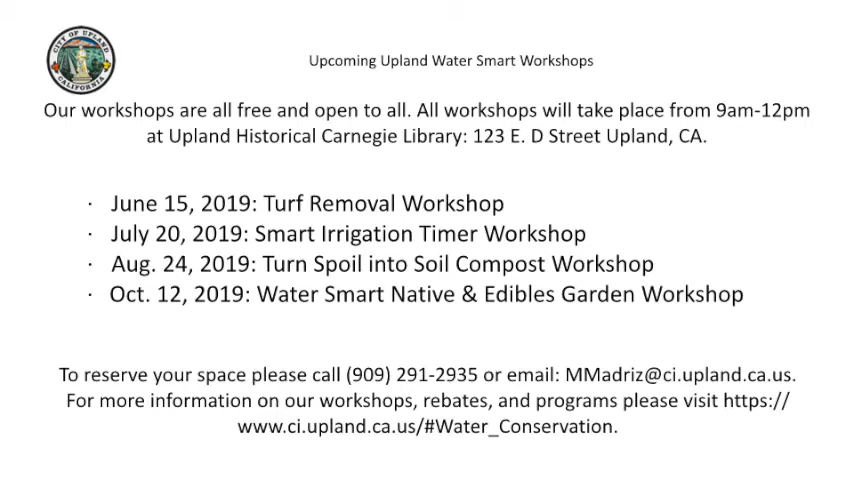 CITY OF UPLAND
CALIFORNIA
Upcoming Upland Water Smart Workshops
Our workshops are all free and open to all. All workshops will take place from 9am-12pm
at Upland Historical Carnegie Library: 123 E. D Street Upland, CA.
· June 15, 2019: Turf Removal Workshop
· July 20, 2019: Smart Irrigation Timer Workshop
· Aug. 24, 2019: Turn Spoil into Soil Compost Workshop
· Oct. 12, 2019: Water Smart Native & Edibles Garden Workshop
To reserve your space please call (909) 291-2935 or email: MMadriz@ci.upland.ca.us.
For more information on our workshops, rebates, and programs please visit https://
www.ci.upland.ca.us/#Water_Conservation.